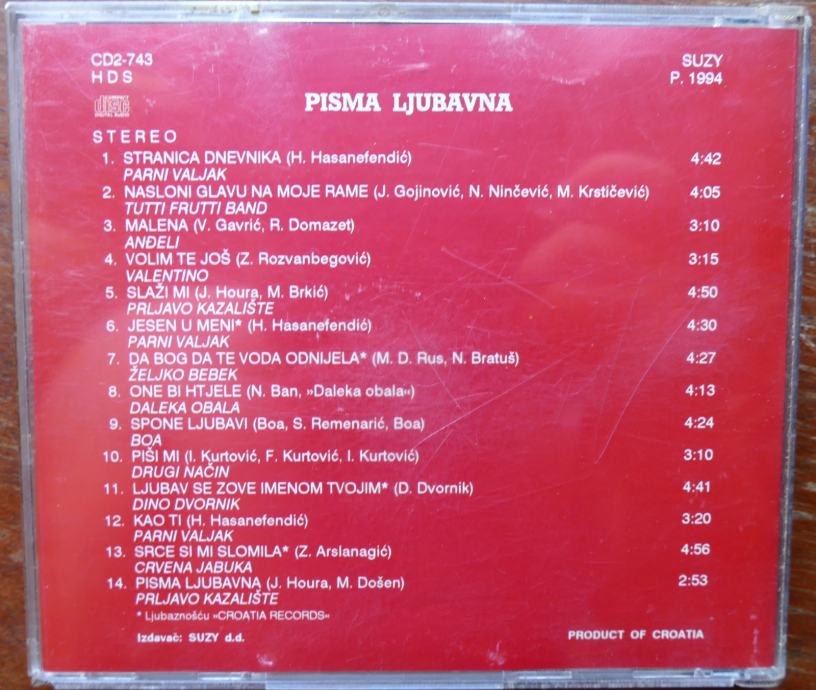 CD2-743
SUZY
H D S
P. 1994
COMPACT
disc
DIGITAL AUDIO
PISMA LJUBAVNA
STEREO
1. STRANICA DNEVNIKA (H. Hasanefendić) 4:42
PARNI VALJAK
2. NASLONI GLAVU NA MOJE RAME (J. Gojinović, N. Ninčević, M. Krstičević) 4:05
TUTTI FRUTTI BAND
3. MALENA (V. Gavrić, R. Domazet) 3:10
ANĐELI
4. VOLIM TE JOŠ (Z. Rozvanbegović) 3:15
VALENTINO
5. SLAŽI MI (J. Houra, M. Brkić) 4:50
PRLJAVO KAZALIŠTE
6. JESEN U MENI* (H. Hasanefendić) 4:30
PARNI VALJAK
7. DA BOG DA TE VODA ODNIJELA* (M. D. Rus, N. Bratuš) 4:27
ŽELJKO BEBEK
8. ONE BI HTJELE (N. Ban, »Daleka obala«) 4:13
DALEKA OBALA
9. SPONE LJUBAVI (Boa, S. Remenarić, Boa) 4:24
BOA
10. PIŠI MI (I. Kurtović, F. Kurtović, I. Kurtović) 3:10
DRUGI NAČIN
11. LJUBAV SE ZOVE IMENOM TVOJIM* (D. Dvornik) 4:41
DINO DVORNIK
12. KAO TI (H. Hasanefendić) 3:20
PARNI VALJAK
13. SRCE SI MI SLOMILA* (Z. Arslanagić) 4:56
CRVENA JABUKA
14. PISMA LJUBAVNA (J. Houra, M. Došen) 2:53
PRLJAVO KAZALIŠTE
* Ljubaznošću »CROATIA RECORDS«
Izdavač: SUZY d.d.
PRODUCT OF CROATIA